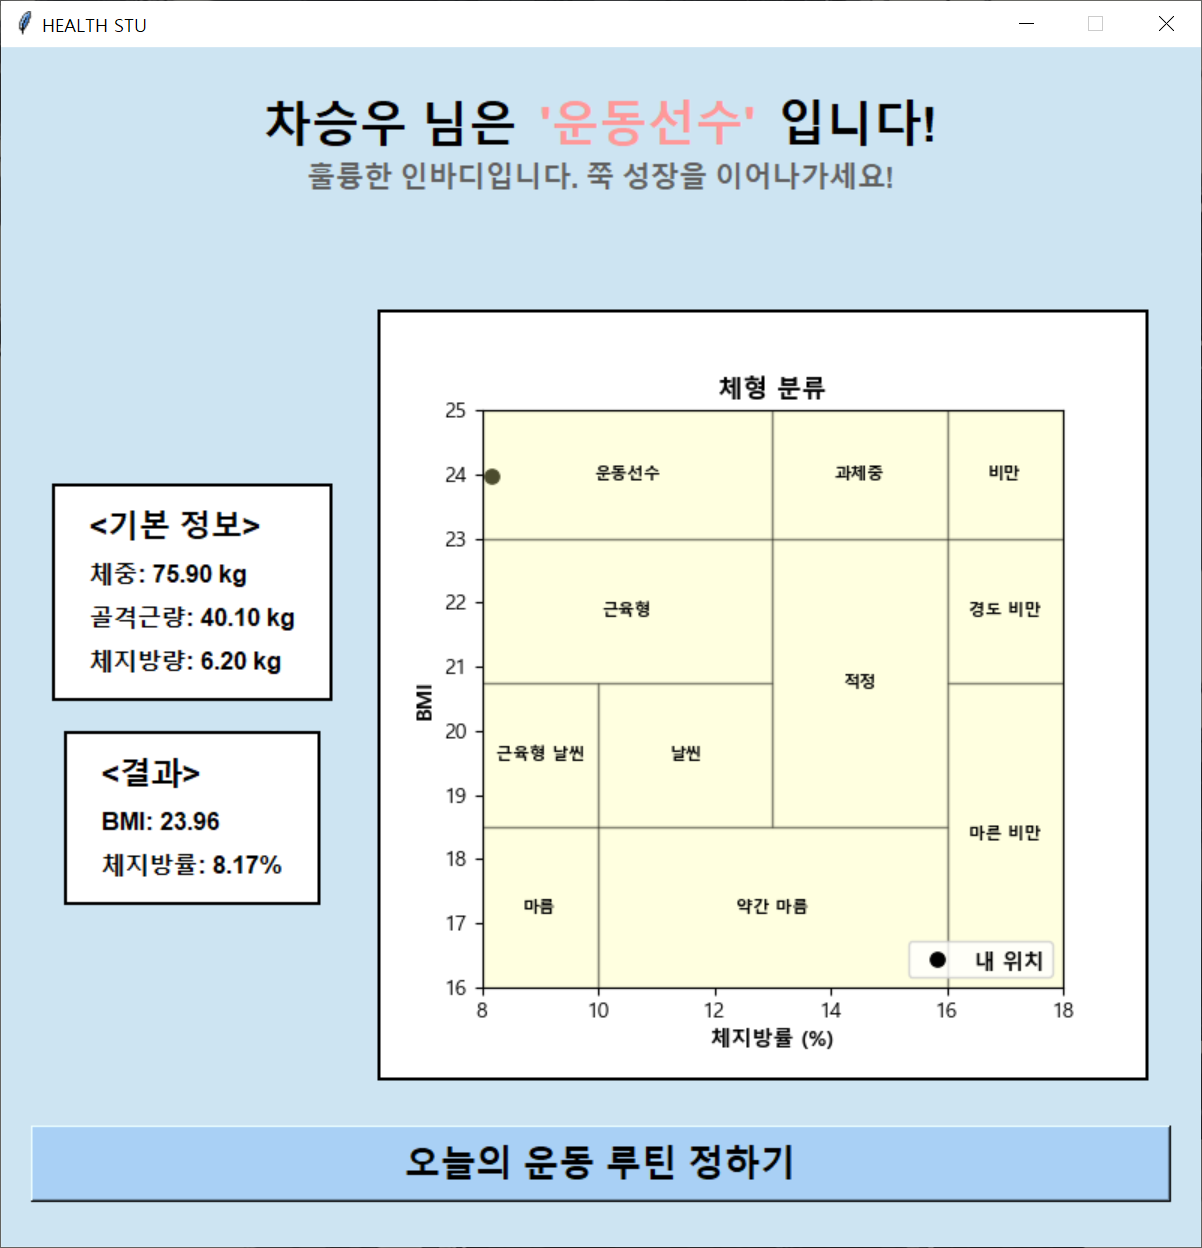 HEALTH STU
차승우 님은 '운동선수' 입니다!
훌륭한 인바디입니다. 쭉 성장을 이어나가세요!
<기본 정보>
체중: 75.90 kg
골격근량: 40.10 kg
체지방량: 6.20 kg
<결과>
BMI: 23.96
체지방률: 8.17%
체형 분류
25
24
23
22
21
20
19
18
17
16
BMI
운동선수
과체중
비만
근육형
경도 비만
적정
근육형 날씬
날씬
마른 비만
마름
약간 마름
내 위치
8
10
12
14
16
18
체지방률 (%)
오늘의 운동 루틴 정하기